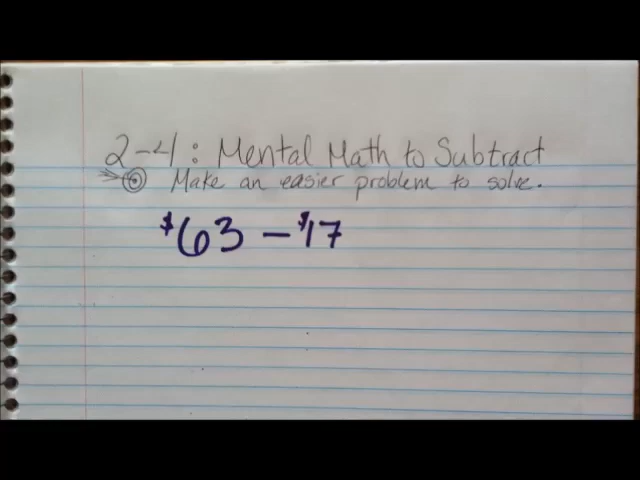 2-4: Mental Math to Subtract
Make an easier problem to solve.
$63 - $17